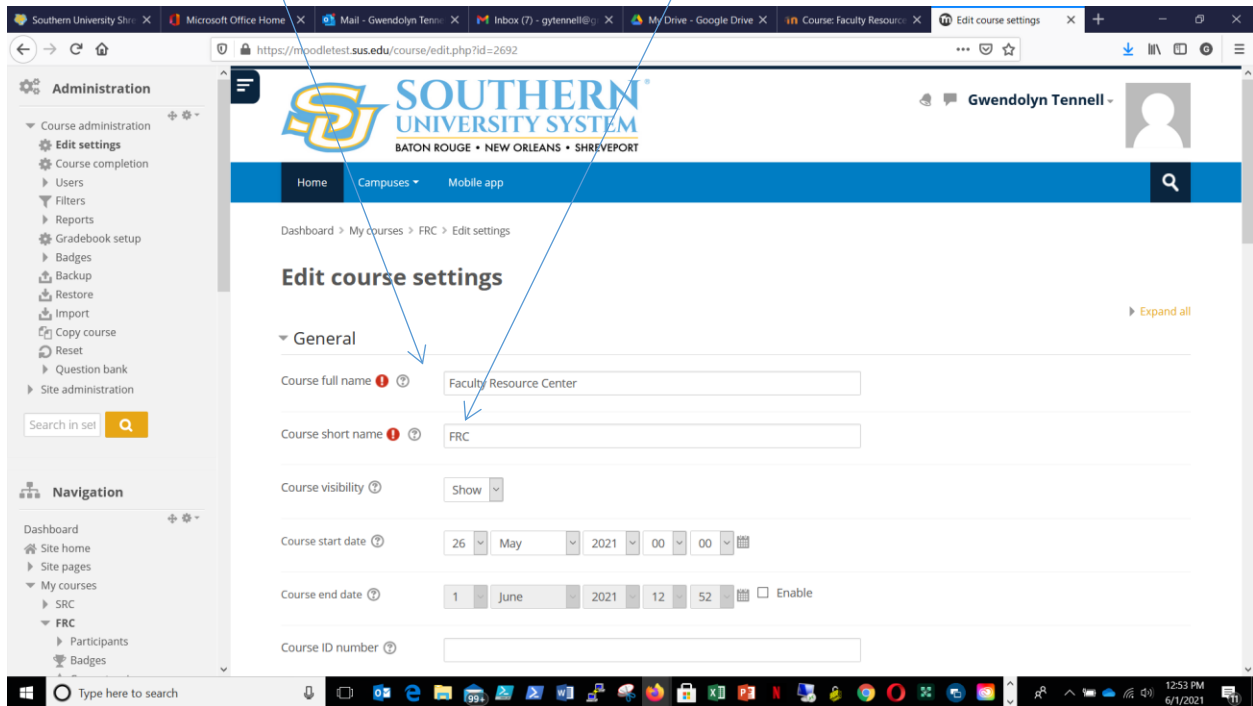 Southern University Shre
Microsoft Office Home
Mail - Gwendolyn Tenne
Inbox (7) - gytennell@g
My Drive - Google Drive
Course: Faculty Resource
Edit course settings
https://moodletest.sus.edu/course/edit.php?id=2692
Administration
Course administration
Edit settings
Course completion
Users
Filters
Reports
Gradebook setup
Badges
Backup
Restore
Import
Copy course
Reset
Question bank
Site administration
Search in set
Navigation
Dashboard
Site home
Site pages
My courses
SRC
FRC
Participants
Badges
SU
SOUTHERN
UNIVERSITY SYSTEM
BATON ROUGE • NEW ORLEANS • SHREVEPORT
Gwendolyn Tennell
Home Campuses Mobile app
Dashboard > My courses > FRC > Edit settings
Edit course settings
Expand all
General
Course full name Faculty Resource Center
Course short name FRC
Course visibility Show
Course start date 26 May 2021 00 00
Course end date 1 June 2021 12 52 Enable
Course ID number
Type here to search
99+
12:53 PM
6/1/2021
11